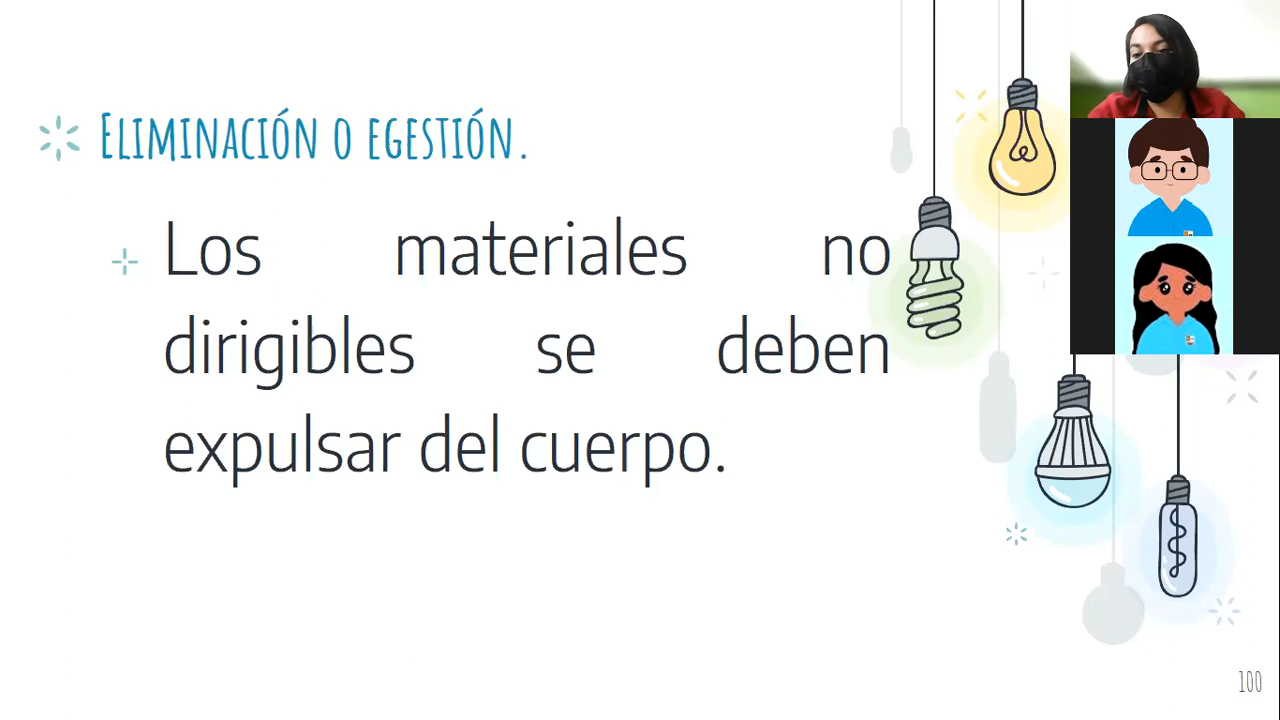 Eliminación o egestión.
Los materiales no
dirigibles se deben
expulsar del cuerpo.
100